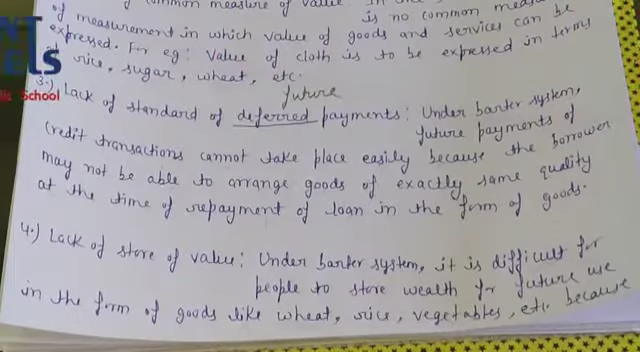 common measure of value
is no common
of measurement in which value of goods and services can be
expressed. For eg: Value of cloth is to be expressed in terms
rice, sugar, wheat, etc.
future
3.) Lack of standard of deferred payments: Under barter system,
future payments of
credit transactions cannot take place easily because the borrower
may not be able to arrange goods of exactly same quality
at the time of repayment of loan in the form of goods.
4.) Lack of store of value: Under barter system, it is difficult for
people to store wealth for future use
in the form of goods like wheat, rice, vegetables, etc. because
School